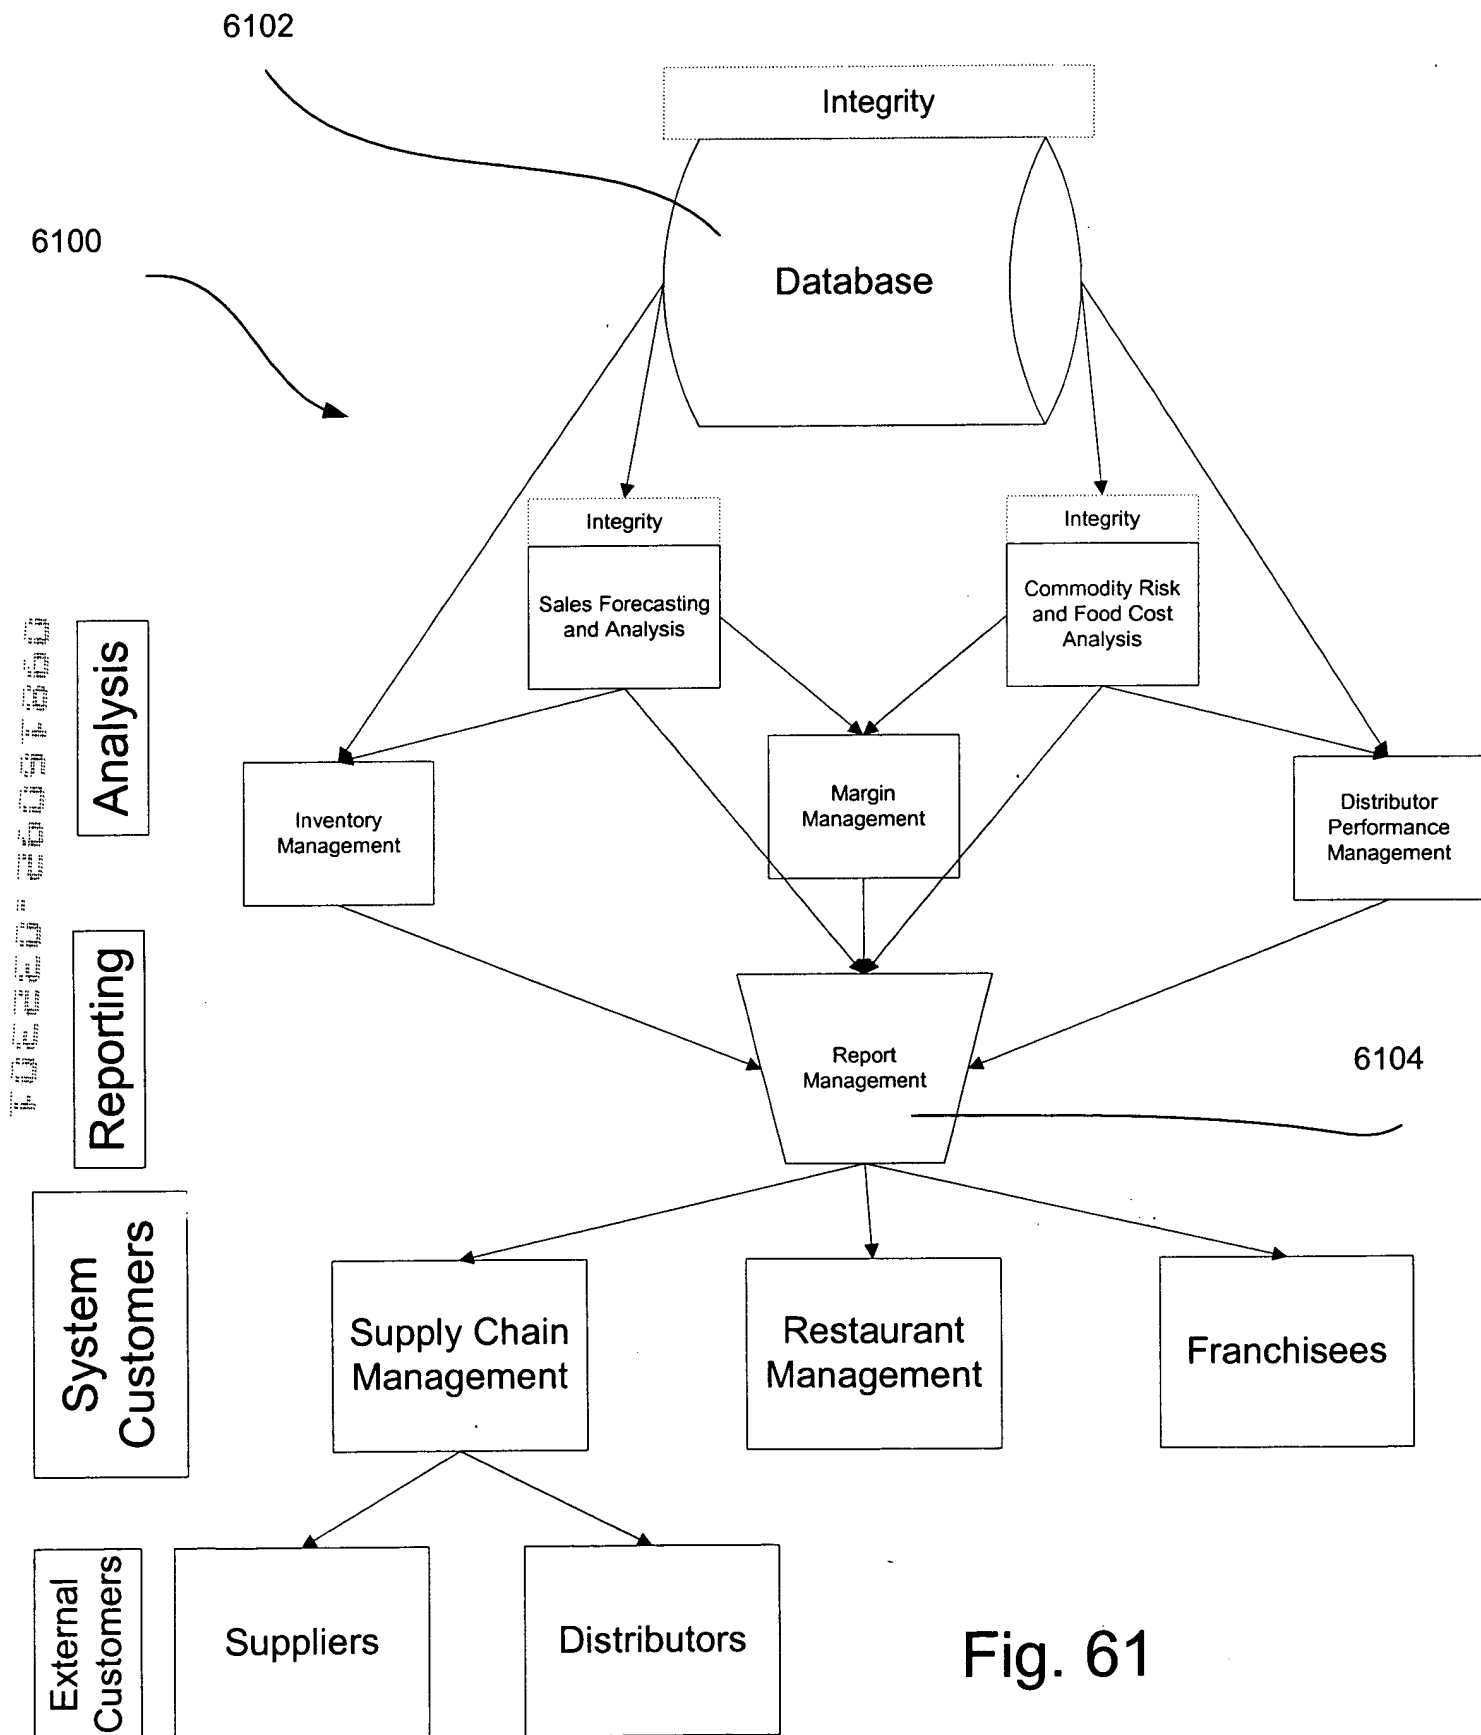 6102
Integrity
6100
Database
Integrity
Integrity
Sales Forecasting
and Analysis
Commodity Risk
and Food Cost
Analysis
Analysis
Inventory
Management
Margin
Management
Distributor
Performance
Management
Reporting
Report
Management
6104
System
Customers
Supply Chain
Management
Restaurant
Management
Franchisees
External
Customers
Suppliers
Distributors
Fig. 61